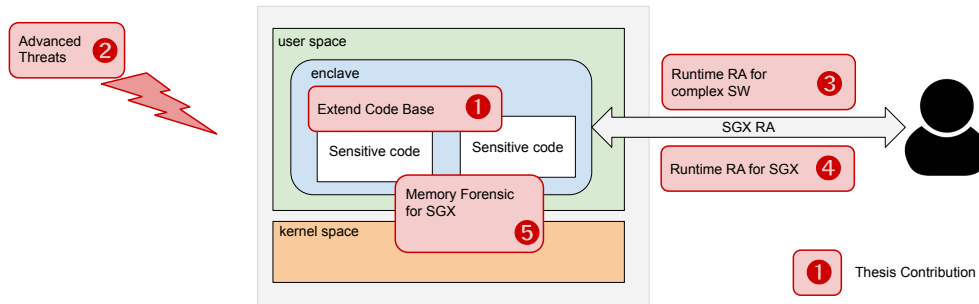 Advanced
Threats
2
user space
enclave
Extend Code Base
1
Sensitive code
Sensitive code
Memory Forensic
for SGX
5
kernel space
Runtime RA for
complex SW
3
SGX RA
Runtime RA for SGX
4
1
Thesis Contribution